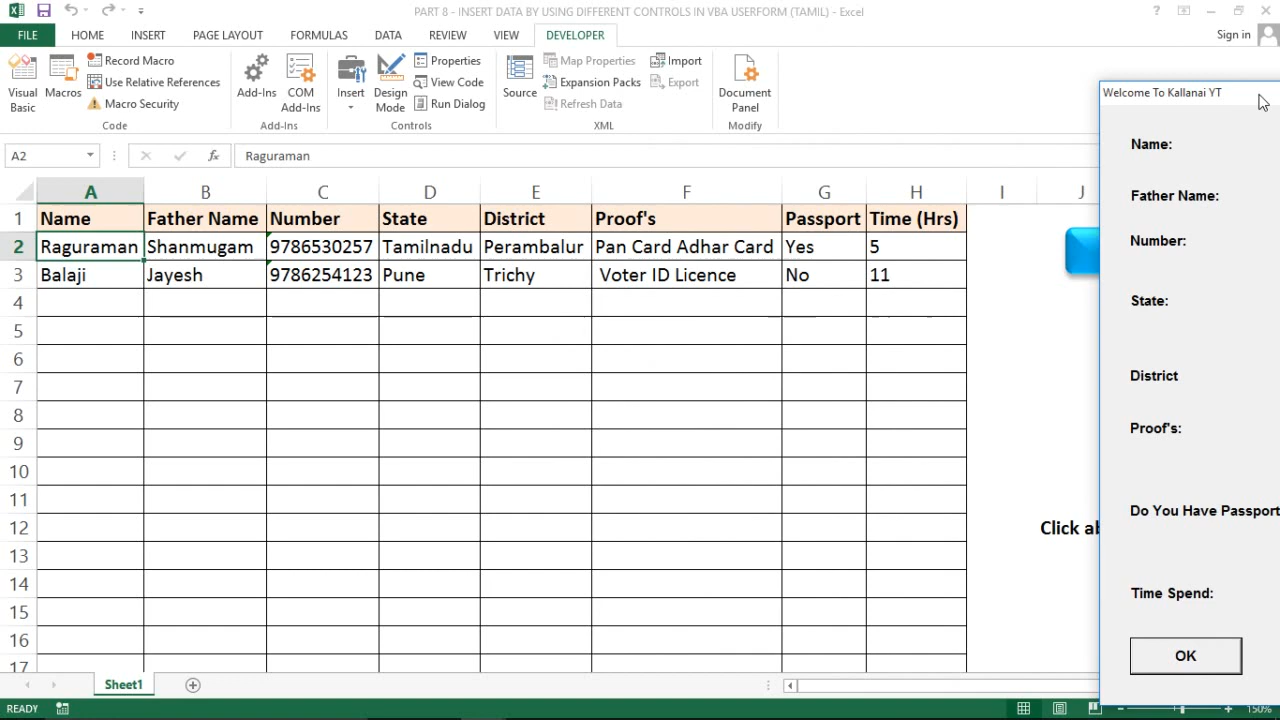 PART 8 - INSERT DATA BY USING DIFFERENT CONTROLS IN VBA USERFORM (TAMIL) - Excel
FILE HOME INSERT PAGE LAYOUT FORMULAS DATA REVIEW VIEW DEVELOPER Sign in
Visual Basic
Macros
Record Macro
Use Relative References
Macro Security
Code
Add-Ins
COM Add-Ins
Add-Ins
Insert
Design Mode
Properties
View Code
Run Dialog
Controls
Source
Map Properties
Expansion Packs
Refresh Data
Import
Export
XML
Document Panel
Modify
A2 fx Raguraman
A B C D E F G H I J
1 Name Father Name Number State District Proof's Passport Time (Hrs)
2 Raguraman Shanmugam 9786530257 Tamilnadu Perambalur Pan Card Adhar Card Yes 5
3 Balaji Jayesh 9786254123 Pune Trichy Voter ID Licence No 11
4
5
6
7
8
9
10
11
12
13
14
15
16
17
Click ab
Welcome To Kallanai YT
Name:
Father Name:
Number:
State:
District
Proof's:
Do You Have Passport
Time Spend:
OK
Sheet1
READY 150%